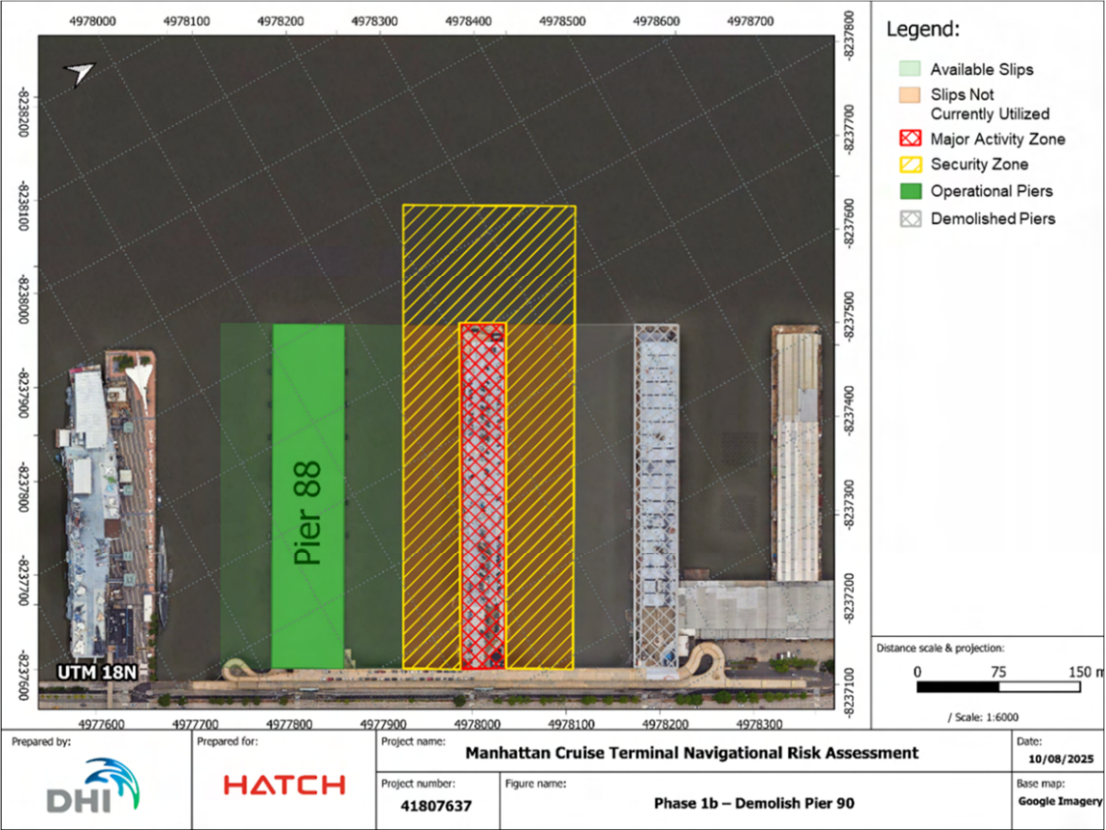 4978000 4978100 4978200 4978300 4978400 4978500 4978600 4978700
-8238200
-8238100
-8238000
-8237900
-8237800
-8237700
-8237600
-8237800
-8237700
-8237600
-8237500
-8237400
-8237300
-8237200
-8237100
Pier 88
UTM 18N
4977600 4977700 4977800 4977900 4978000 4978100 4978200 4978300
Legend:
Available Slips
Slips Not
Currently Utilized
Major Activity Zone
Security Zone
Operational Piers
Demolished Piers
Distance scale & projection:
0 75 150 m
/ Scale: 1:6000
Prepared by:
DHI
Prepared for:
HATCH
Project name:
Manhattan Cruise Terminal Navigational Risk Assessment
Project number:
41807637
Figure name:
Phase 1b – Demolish Pier 90
Date:
10/08/2025
Base map:
Google Imagery